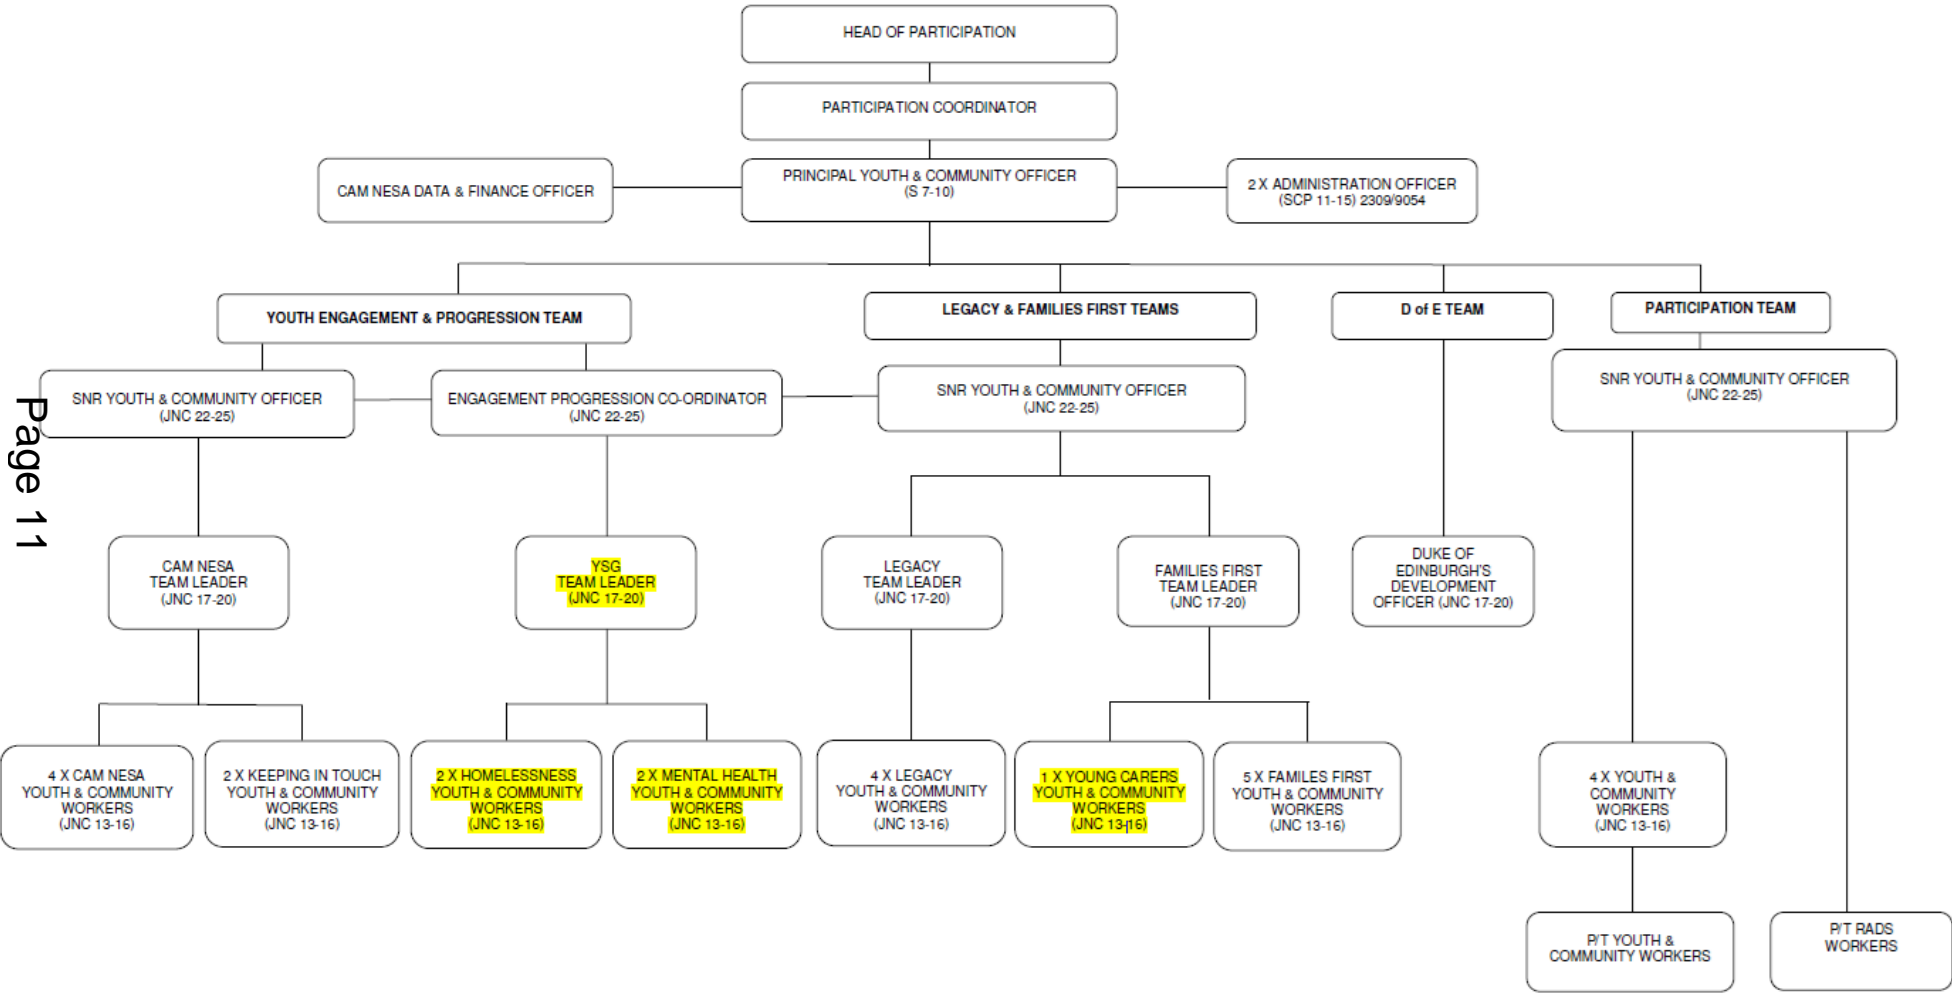 HEAD OF PARTICIPATION
PARTICIPATION COORDINATOR
CAM NESA DATA & FINANCE OFFICER
PRINCIPAL YOUTH & COMMUNITY OFFICER
(S 7-10)
2 X ADMINISTRATION OFFICER
(SCP 11-15) 2309/9054
YOUTH ENGAGEMENT & PROGRESSION TEAM
LEGACY & FAMILIES FIRST TEAMS
D of E TEAM
PARTICIPATION TEAM
SNR YOUTH & COMMUNITY OFFICER
(JNC 22-25)
ENGAGEMENT PROGRESSION CO-ORDINATOR
(JNC 22-25)
SNR YOUTH & COMMUNITY OFFICER
(JNC 22-25)
SNR YOUTH & COMMUNITY OFFICER
(JNC 22-25)
Page 11
CAM NESA
TEAM LEADER
(JNC 17-20)
YSG
TEAM LEADER
(JNC 17-20)
LEGACY
TEAM LEADER
(JNC 17-20)
FAMILIES FIRST
TEAM LEADER
(JNC 17-20)
DUKE OF
EDINBURGH'S
DEVELOPMENT
OFFICER (JNC 17-20)
4 X CAM NESA
YOUTH & COMMUNITY
WORKERS
(JNC 13-16)
2 X KEEPING IN TOUCH
YOUTH & COMMUNITY
WORKERS
(JNC 13-16)
2 X HOMELESSNESS
YOUTH & COMMUNITY
WORKERS
(JNC 13-16)
2 X MENTAL HEALTH
YOUTH & COMMUNITY
WORKERS
(JNC 13-16)
4 X LEGACY
YOUTH & COMMUNITY
WORKERS
(JNC 13-16)
1 X YOUNG CARERS
YOUTH & COMMUNITY
WORKERS
(JNC 13-16)
5 X FAMILES FIRST
YOUTH & COMMUNITY
WORKERS
(JNC 13-16)
4 X YOUTH &
COMMUNITY
WORKERS
(JNC 13-16)
P/T YOUTH &
COMMUNITY WORKERS
P/T RADS
WORKERS